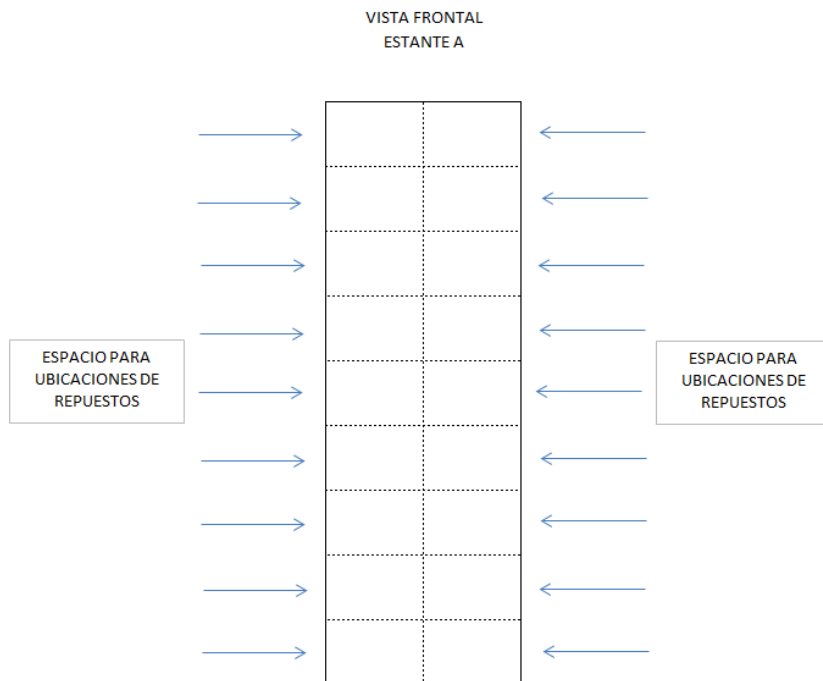 VISTA FRONTAL
ESTANTE A
ESPACIO PARA
UBICACIONES DE
REPUESTOS
ESPACIO PARA
UBICACIONES DE
REPUESTOS